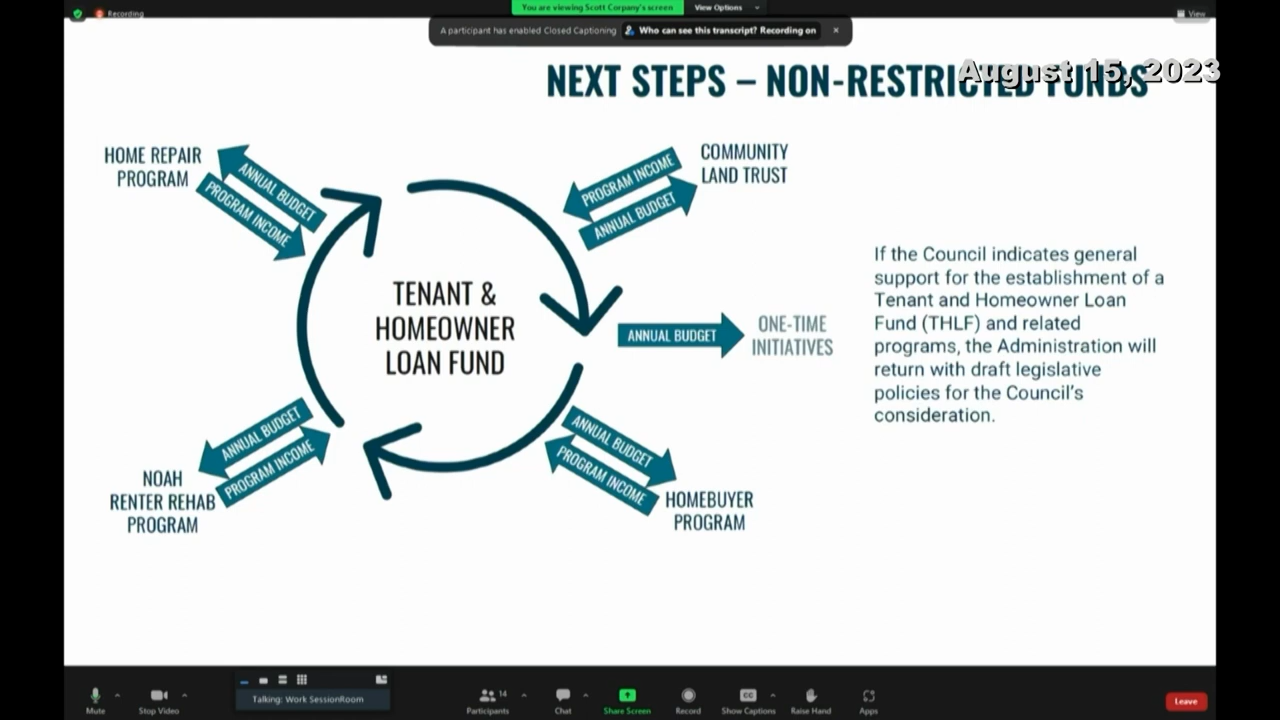 Recording
You are viewing Scott Corpany's screen
View Options
View
A participant has enabled Closed Captioning
Who can see this transcript? Recording on
August 15, 2023
NEXT STEPS – NON-RESTRICTED FUNDS
HOME REPAIR
PROGRAM
ANNUAL BUDGET
PROGRAM INCOME
PROGRAM INCOME
ANNUAL BUDGET
COMMUNITY
LAND TRUST
TENANT &
HOMEOWNER
LOAN FUND
ANNUAL BUDGET
ONE-TIME
INITIATIVES
If the Council indicates general
support for the establishment of a
Tenant and Homeowner Loan
Fund (THLF) and related
programs, the Administration will
return with draft legislative
policies for the Council's
consideration.
ANNUAL BUDGET
PROGRAM INCOME
NOAH
RENTER REHAB
PROGRAM
ANNUAL BUDGET
PROGRAM INCOME
HOMEBUYER
PROGRAM
Talking: Work SessionRoom
Mute
Stop Video
14
Participants
Chat
Share Screen
Record
CC
Show Captions
Raise Hand
Apps
Leave